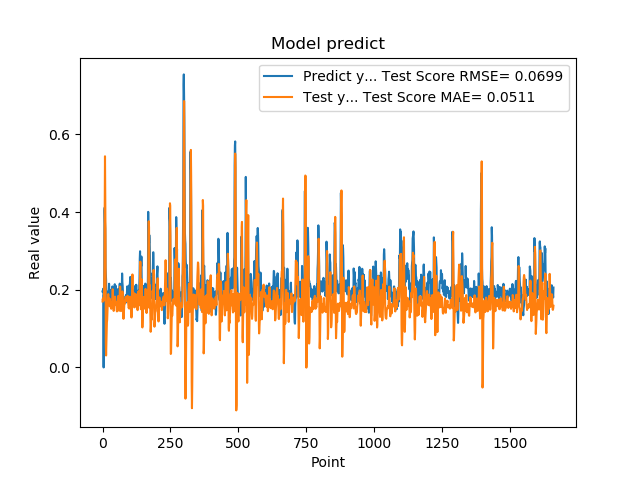 Model predict
Predict y... Test Score RMSE= 0.0699
Test y... Test Score MAE= 0.0511
Real value
0.6
0.4
0.2
0.0
0 250 500 750 1000 1250 1500
Point